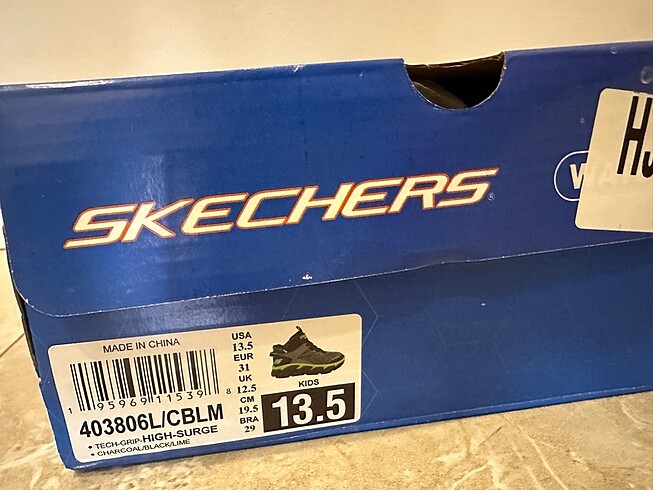 SKECHERS
MADE IN CHINA
1 95969 11539 8
403806L/CBLM
• TECH-GRIP-HIGH-SURGE
• CHARCOAL/BLACK/LIME
USA
13.5
EUR
31
UK
12.5
CM
19.5
BRA
29
KIDS
13.5